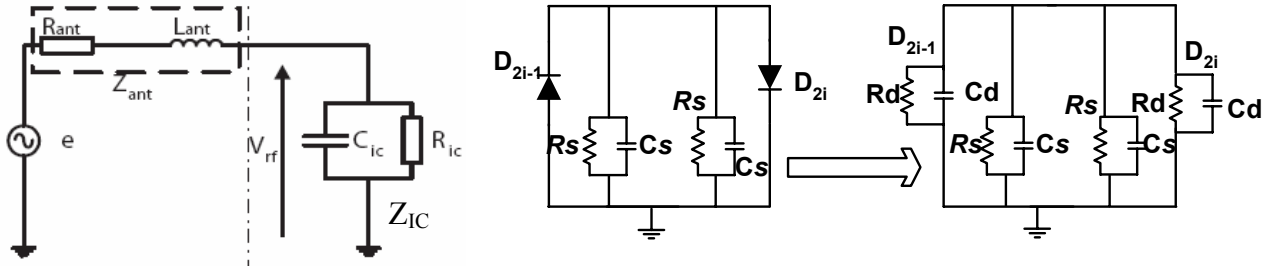 Rant Lant
Zant
e
Vrf
Cic
Ric
ZIC
D2i-1
D2i
Rs
Rs
Cs
Cs
D2i-1
D2i
Rd
Cd
Rs
Rd
Cd
Rs
Cs
Cs